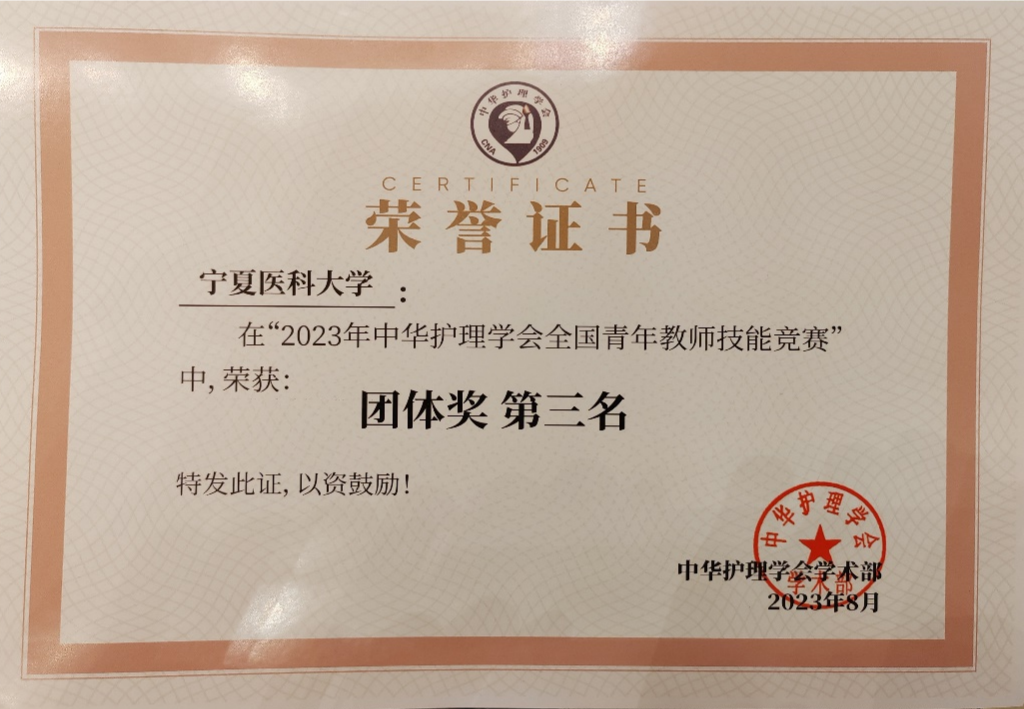 中华护理学会
CNA 1909
CERTIFICATE
荣誉证书
宁夏医科大学：
在“2023年中华护理学会全国青年教师技能竞赛”
中，荣获：
团体奖 第三名
特发此证，以资鼓励！
中华护理学会
学术部
中华护理学会学术部
2023年8月